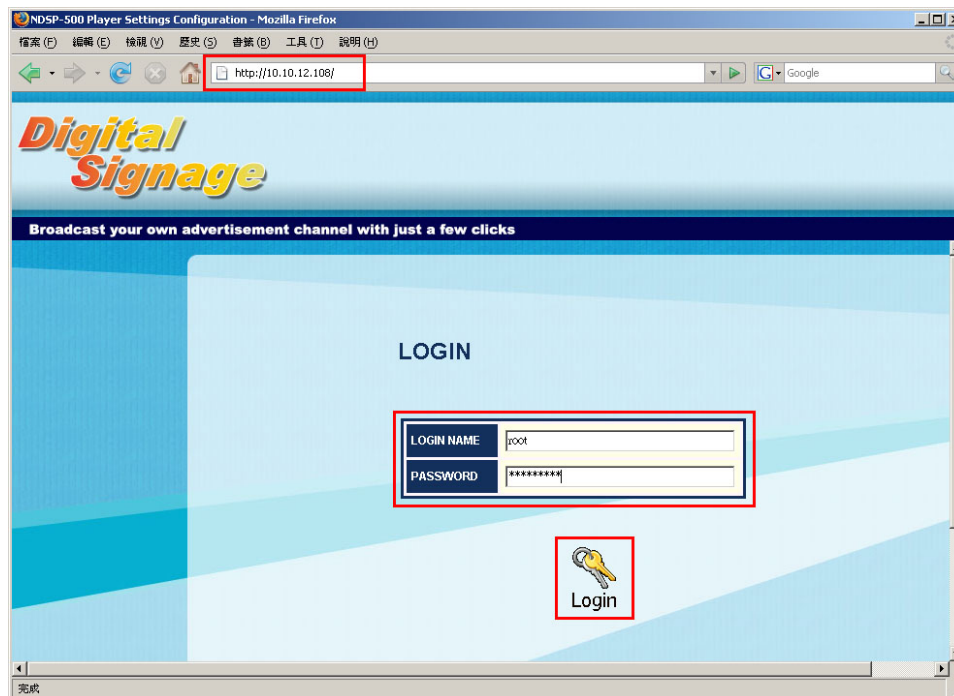 NDSP-500 Player Settings Configuration - Mozilla Firefox
檔案(F) 編輯(E) 檢視(V) 歷史(S) 書籤(B) 工具(T) 說明(H)
http://10.10.12.108/
G Google
Digital
Signage
Broadcast your own advertisement channel with just a few clicks
LOGIN
LOGIN NAME root
PASSWORD *********
Login
完成